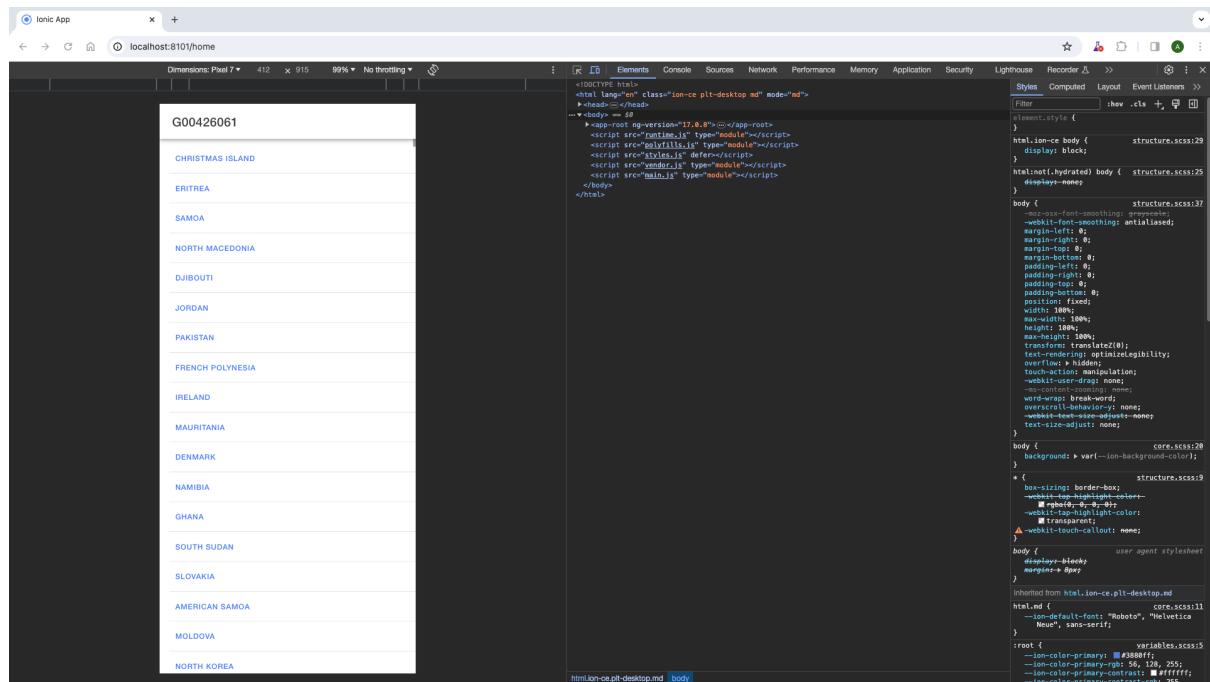 Ionic App
localhost:8101/home
Dimensions: Pixel 7 412 x 915 99% No throttling
Elements Console Sources Network Performance Memory Application Security Lighthouse Recorder
G00426061
CHRISTMAS ISLAND
ERITREA
SAMOA
NORTH MACEDONIA
DJIBOUTI
JORDAN
PAKISTAN
FRENCH POLYNESIA
IRELAND
MAURITANIA
DENMARK
NAMIBIA
GHANA
SOUTH SUDAN
SLOVAKIA
AMERICAN SAMOA
MOLDOVA
NORTH KOREA
<!DOCTYPE html>
<html lang="en" class="ion-ce plt-desktop md" mode="md">
<head>…</head>
<body> == $0
<app-root ng-version="17.0.8">…</app-root>
<script src="runtime.js" type="module"></script>
<script src="polyfills.js" type="module"></script>
<script src="styles.js" defer></script>
<script src="vendor.js" type="module"></script>
<script src="main.js" type="module"></script>
</body>
</html>
html.ion-ce.plt-desktop.md body
Styles Computed Layout Event Listeners
Filter :hov .cls
element.style {
}
html.ion-ce body { structure.scss:29
display: block;
}
html:not(.hydrated) body { structure.scss:25
display: none;
}
body { structure.scss:37
-moz-osx-font-smoothing: grayscale;
-webkit-font-smoothing: antialiased;
margin-left: 0;
margin-right: 0;
margin-top: 0;
margin-bottom: 0;
padding-left: 0;
padding-right: 0;
padding-top: 0;
padding-bottom: 0;
position: fixed;
width: 100%;
max-width: 100%;
height: 100%;
max-height: 100%;
transform: translateZ(0);
text-rendering: optimizeLegibility;
overflow: hidden;
touch-action: manipulation;
-webkit-user-drag: none;
-ms-content-zooming: none;
word-wrap: break-word;
overscroll-behavior-y: none;
-webkit-text-size-adjust: none;
text-size-adjust: none;
}
body { core.scss:20
background: var(--ion-background-color);
}
* { structure.scss:9
box-sizing: border-box;
-webkit-tap-highlight-color:
rgba(0, 0, 0, 0);
-webkit-tap-highlight-color:
transparent;
-webkit-touch-callout: none;
}
body { user agent stylesheet
display: block;
margin: 8px;
}
Inherited from html.ion-ce.plt-desktop.md
html.md { core.scss:11
--ion-default-font: "Roboto", "Helvetica
Neue", sans-serif;
}
:root { variables.scss:5
--ion-color-primary: #3880ff;
--ion-color-primary-rgb: 56, 128, 255;
--ion-color-primary-contrast: #ffffff;